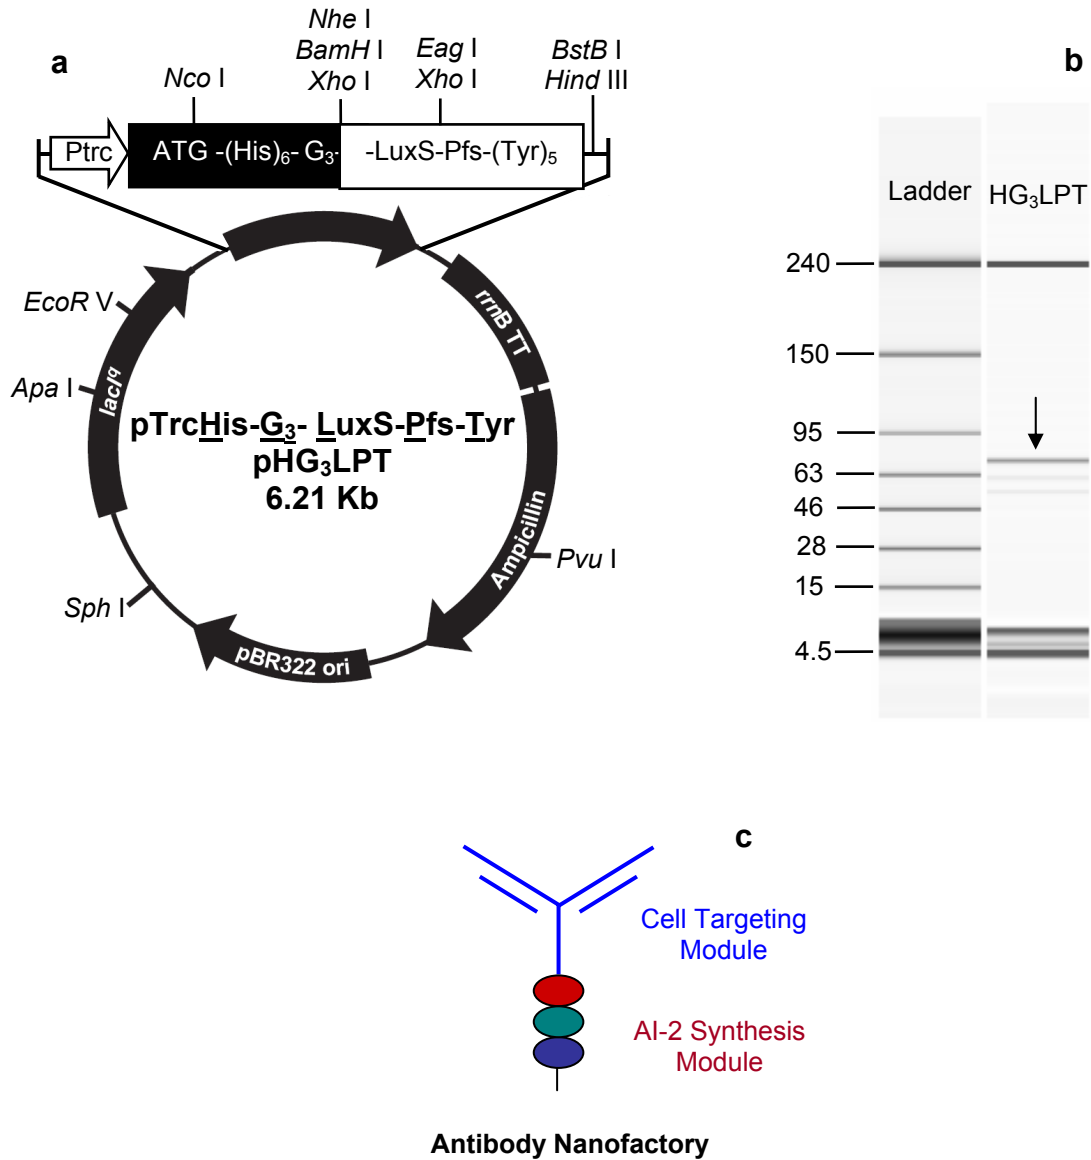 a
Nco I
Nhe I
BamH I
Xho I
Eag I
Xho I
BstB I
Hind III
Ptrc
ATG -(His)6- G3-
-LuxS-Pfs-(Tyr)5
EcoR V
Apa I
Sph I
Pvu I
lacIq
rrnB TT
Ampicillin
pBR322 ori
pTrcHis-G3- LuxS-Pfs-Tyr
pHG3LPT
6.21 Kb
b
Ladder
HG3LPT
240
150
95
63
46
28
15
4.5
c
Cell Targeting
Module
AI-2 Synthesis
Module
Antibody Nanofactory